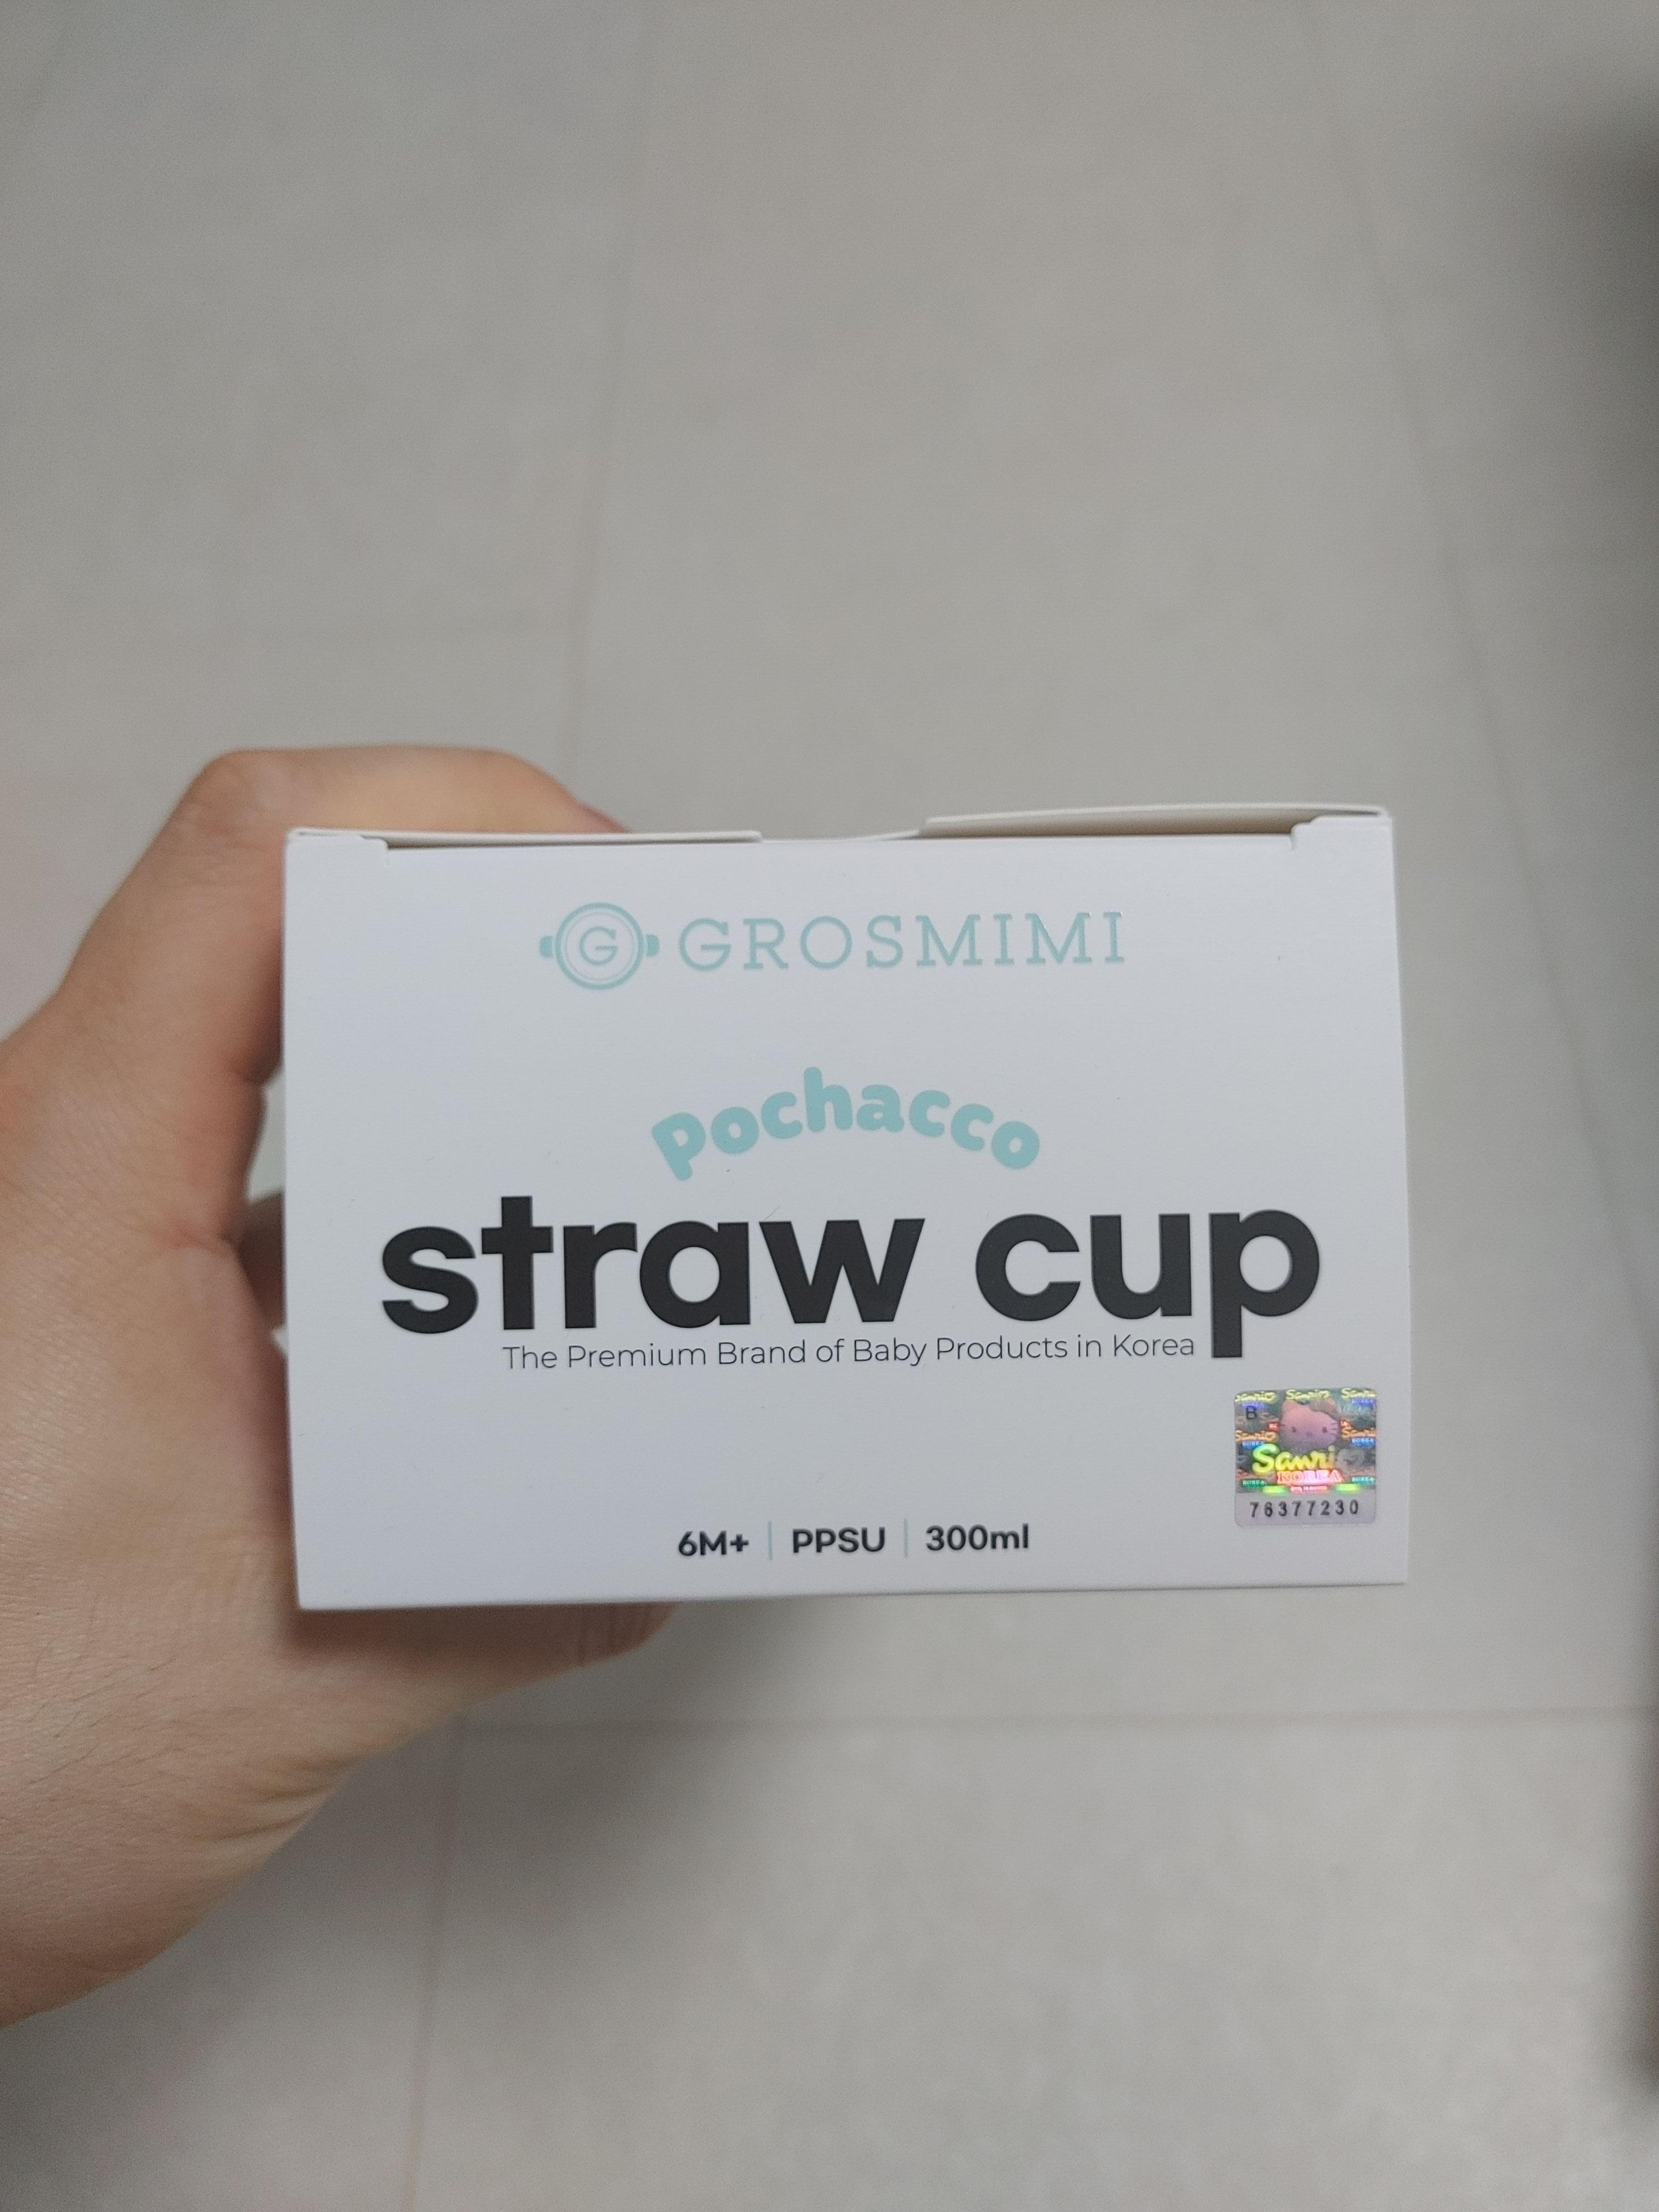 G GROSMIMI
pochacco
straw cup
The Premium Brand of Baby Products in Korea
B
Sanrio
KOREA
76377230
6M+ PPSU 300ml